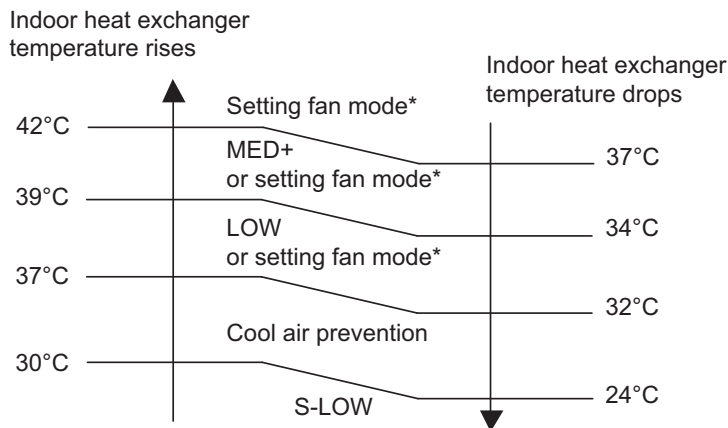 Indoor heat exchanger
temperature rises
Indoor heat exchanger
temperature drops
Setting fan mode*
42°C
37°C
MED+
or setting fan mode*
39°C
34°C
LOW
or setting fan mode*
37°C
32°C
Cool air prevention
30°C
24°C
S-LOW